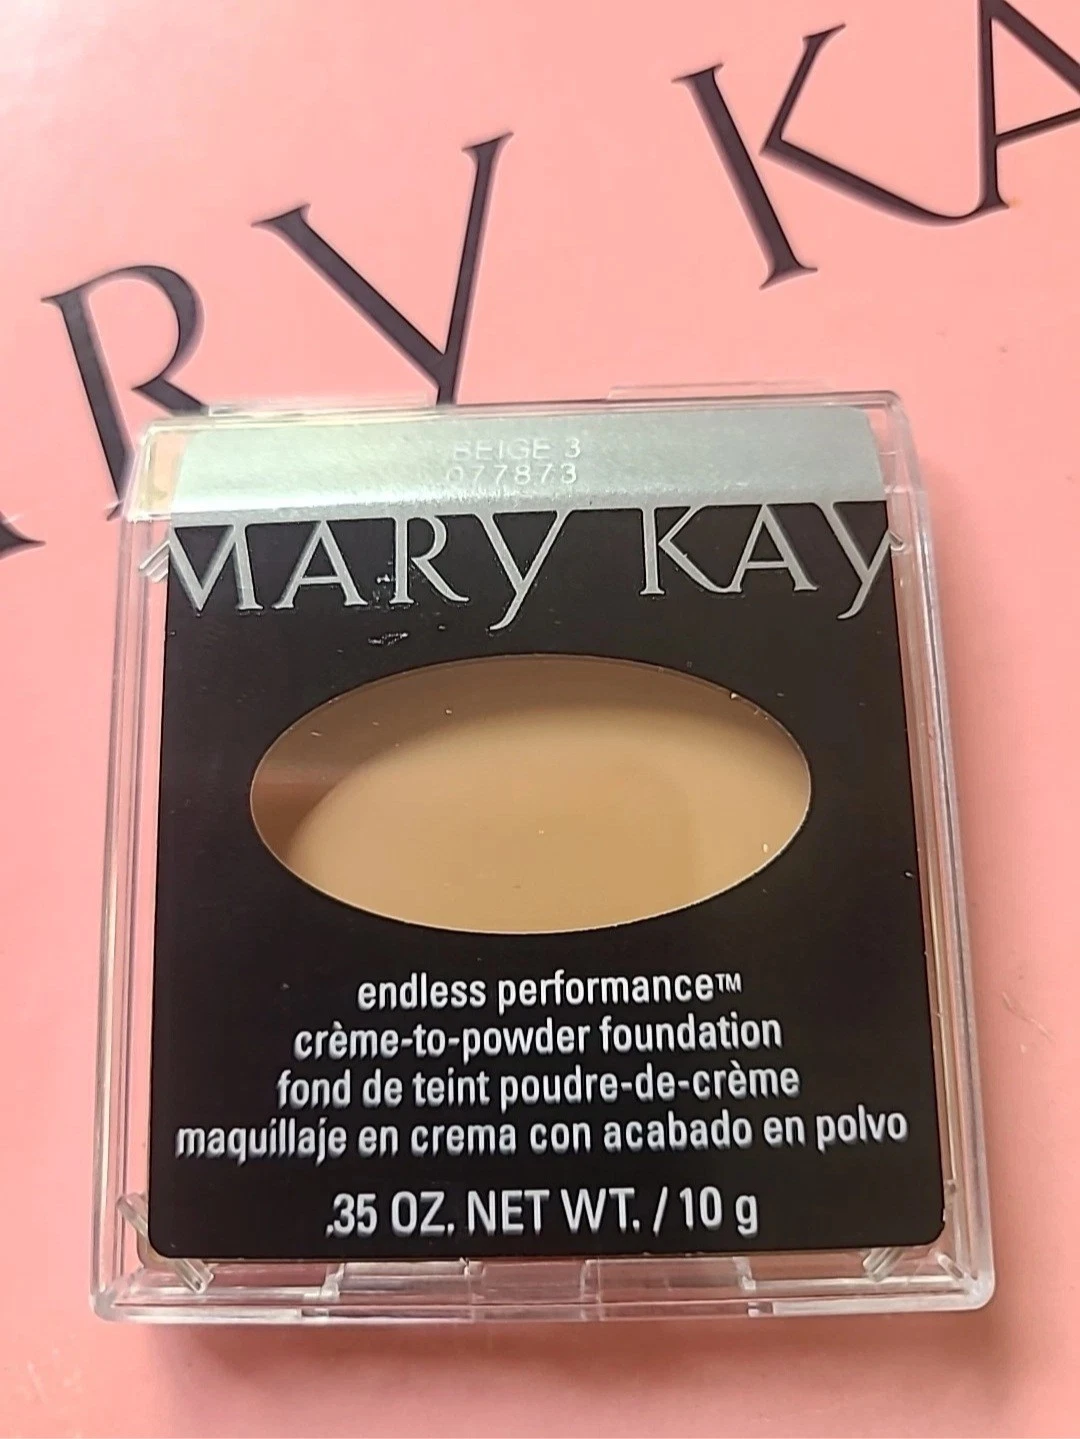 ARY KA
BEIGE 3
077873
MARY KAY
endless performance™
crème-to-powder foundation
fond de teint poudre-de-crème
maquillaje en crema con acabado en polvo
.35 OZ. NET WT. / 10 g